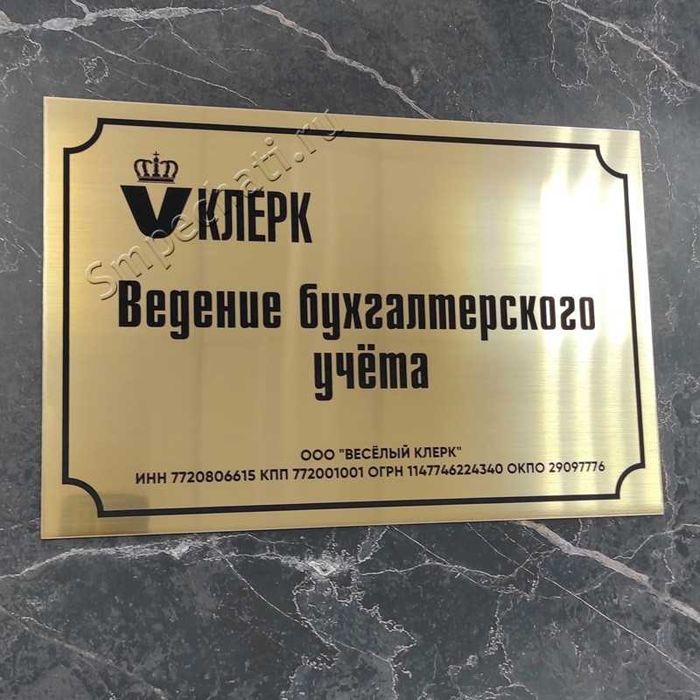 VКЛЕРК
Ведение бухгалтерского
учёта
ООО "ВЕСЁЛЫЙ КЛЕРК"
ИНН 7720806615 КПП 772001001 ОГРН 1147746224340 ОКПО 29097776
Smpechati.ru